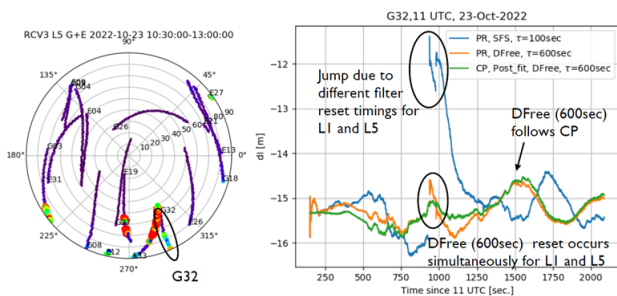 RCV3 L5 G+E 2022-10-23 10:30:00-13:00:00
90°
135°
45°
180°
0°
225°
315°
270°
10 20 30 40 50 60
80
90
E04
E26
E27
E21
E13
G18
E31
E19
G32
E26
G08
G32
G32,11 UTC, 23-Oct-2022
PR, SFS, τ=100sec
PR, DFree, τ=600sec
CP, Post_fit, DFree, τ=600sec
Jump due to
different filter
reset timings for
L1 and L5
DFree (600sec)
follows CP
DFree (600sec) reset occurs
simultaneously for L1 and L5
dI [m]
−12
−13
−14
−15
−16
0 250 500 750 1000 1250 1500 1750 2000
Time since 11 UTC [sec.]